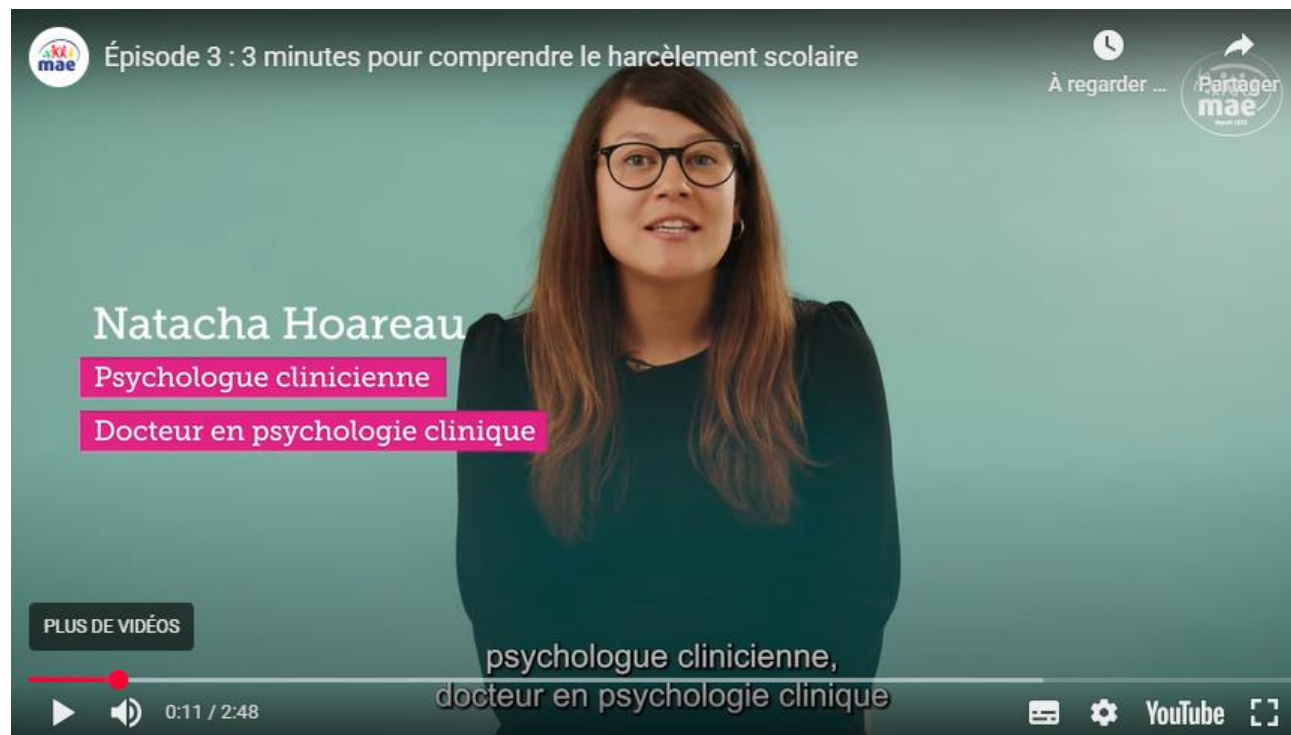 mae
Épisode 3 : 3 minutes pour comprendre le harcèlement scolaire
À regarder ...
Partager
mae
Natacha Hoareau
Psychologue clinicienne
Docteur en psychologie clinique
PLUS DE VIDÉOS
psychologue clinicienne,
docteur en psychologie clinique
0:11 / 2:48
YouTube